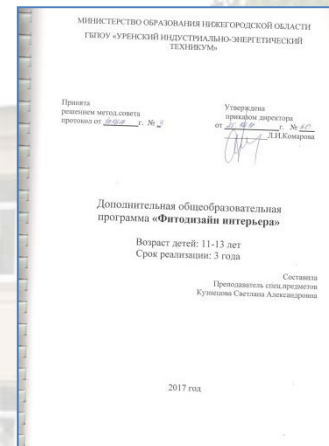 МИНИСТЕРСТВО ОБРАЗОВАНИЯ НИЖЕГОРОДСКОЙ ОБЛАСТИ
ГБПОУ «УРЕНСКИЙ ИНДУСТРИАЛЬНО-ЭНЕРГЕТИЧЕСКИЙ
ТЕХНИКУМ»
Принята
решением метод.совета
протокол от г. №
Утверждена
приказом директора
от г. №
Л.И.Комарова
Дополнительная общеобразовательная
программа «Фитодизайн интерьера»
Возраст детей: 11-13 лет
Срок реализации: 3 года
Составила
Преподаватель спец.предметов
Кузнецова Светлана Александровна
2017 год